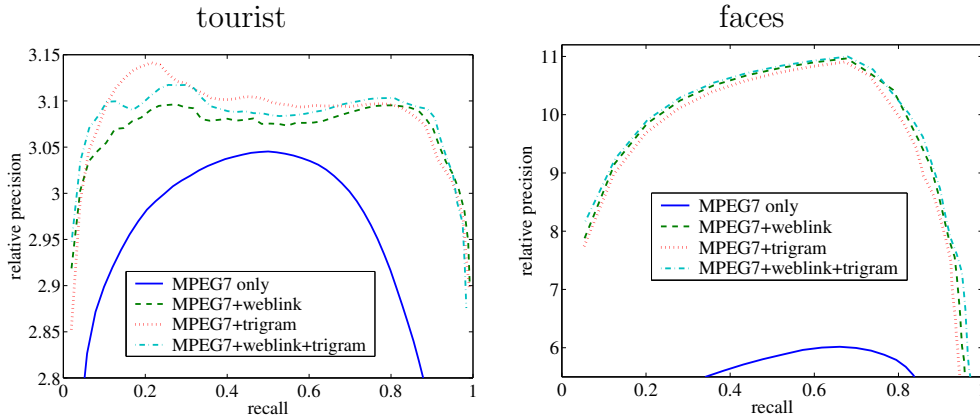 tourist
3.15
3.1
3.05
3
2.95
2.9
2.85
2.8
0
0.2
0.4
0.6
0.8
1
relative precision
recall
MPEG7 only
MPEG7+weblink
MPEG7+trigram
MPEG7+weblink+trigram
faces
11
10
9
8
7
6
0
0.2
0.4
0.6
0.8
relative precision
recall
MPEG7 only
MPEG7+weblink
MPEG7+trigram
MPEG7+weblink+trigram